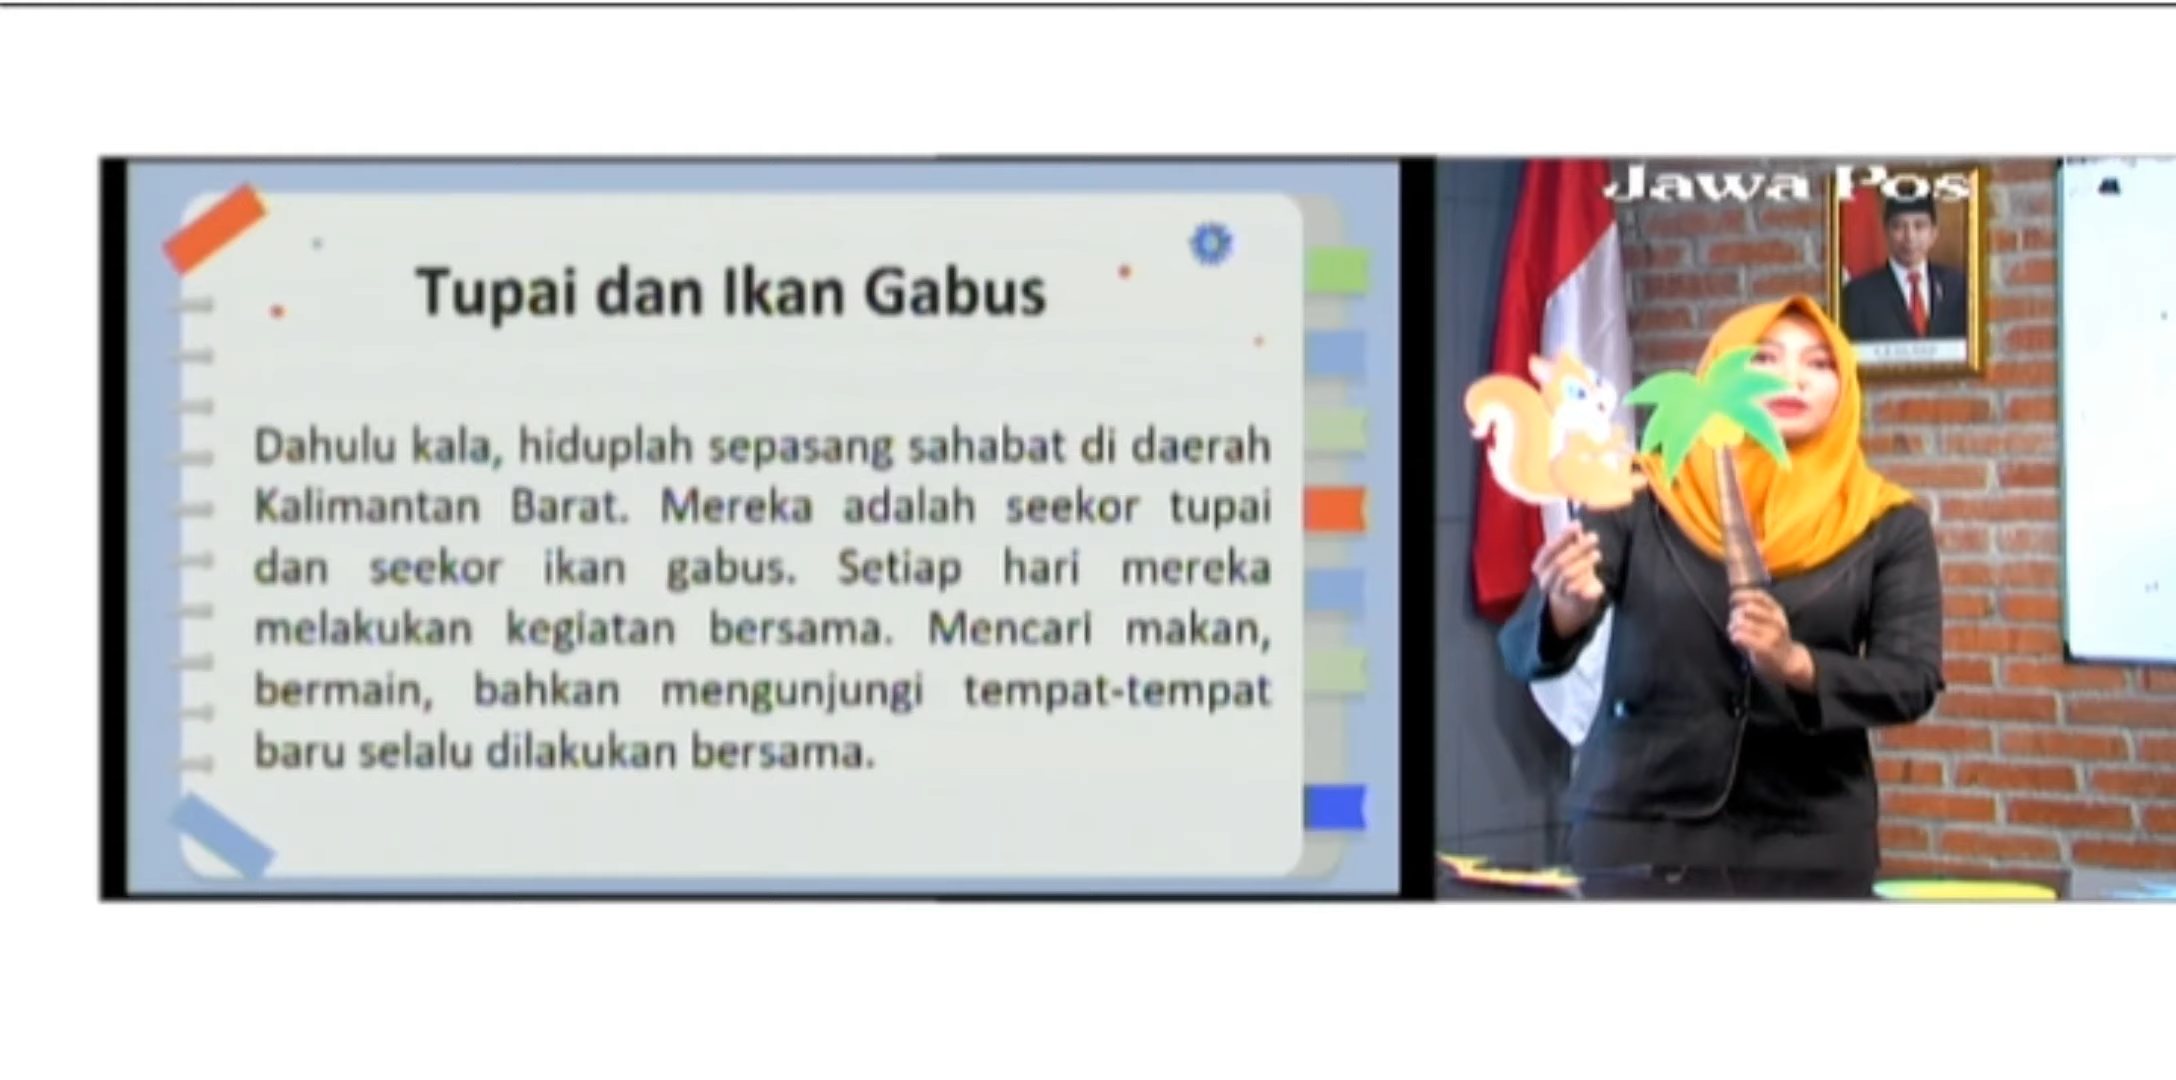 Tupai dan Ikan Gabus
Dahulu kala, hiduplah sepasang sahabat di daerah
Kalimantan Barat. Mereka adalah seekor tupai
dan seekor ikan gabus. Setiap hari mereka
melakukan kegiatan bersama. Mencari makan,
bermain, bahkan mengunjungi tempat-tempat
baru selalu dilakukan bersama.
Jawa Pos